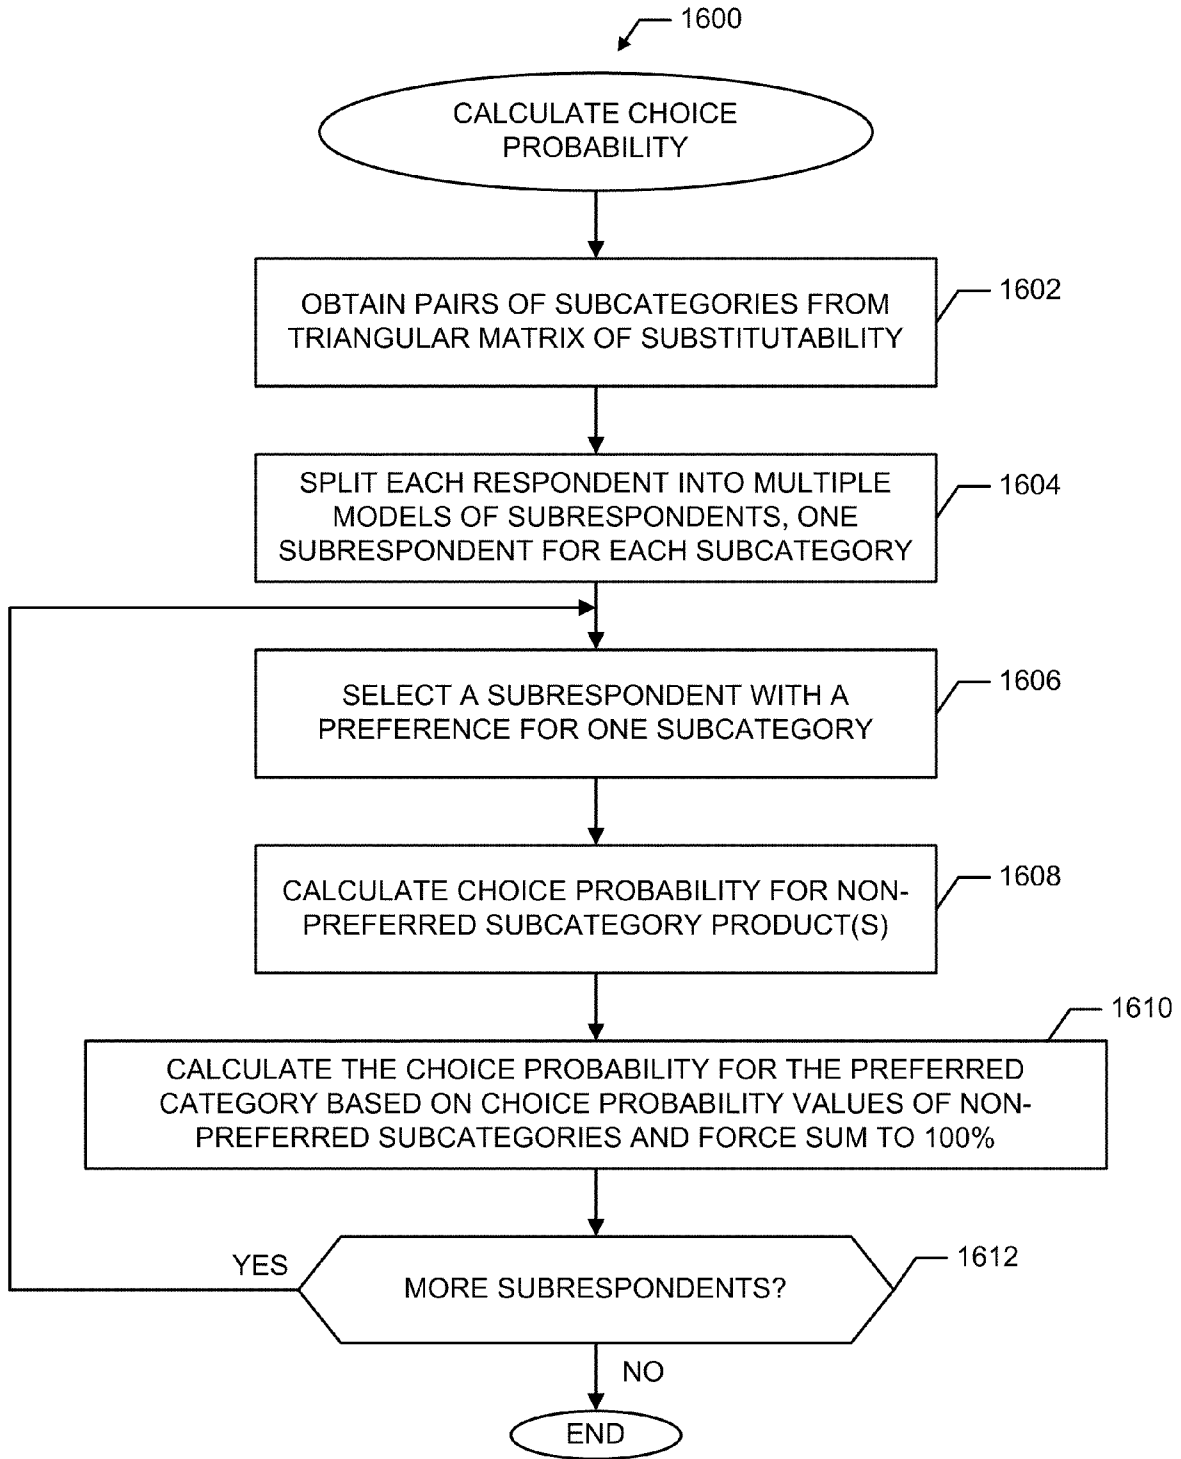 1600
CALCULATE CHOICE
PROBABILITY
OBTAIN PAIRS OF SUBCATEGORIES FROM
TRIANGULAR MATRIX OF SUBSTITUTABILITY
1602
SPLIT EACH RESPONDENT INTO MULTIPLE
MODELS OF SUBRESPONDENTS, ONE
SUBRESPONDENT FOR EACH SUBCATEGORY
1604
SELECT A SUBRESPONDENT WITH A
PREFERENCE FOR ONE SUBCATEGORY
1606
CALCULATE CHOICE PROBABILITY FOR NON-
PREFERRED SUBCATEGORY PRODUCT(S)
1608
1610
CALCULATE THE CHOICE PROBABILITY FOR THE PREFERRED
CATEGORY BASED ON CHOICE PROBABILITY VALUES OF NON-
PREFERRED SUBCATEGORIES AND FORCE SUM TO 100%
YES
MORE SUBRESPONDENTS?
1612
NO
END